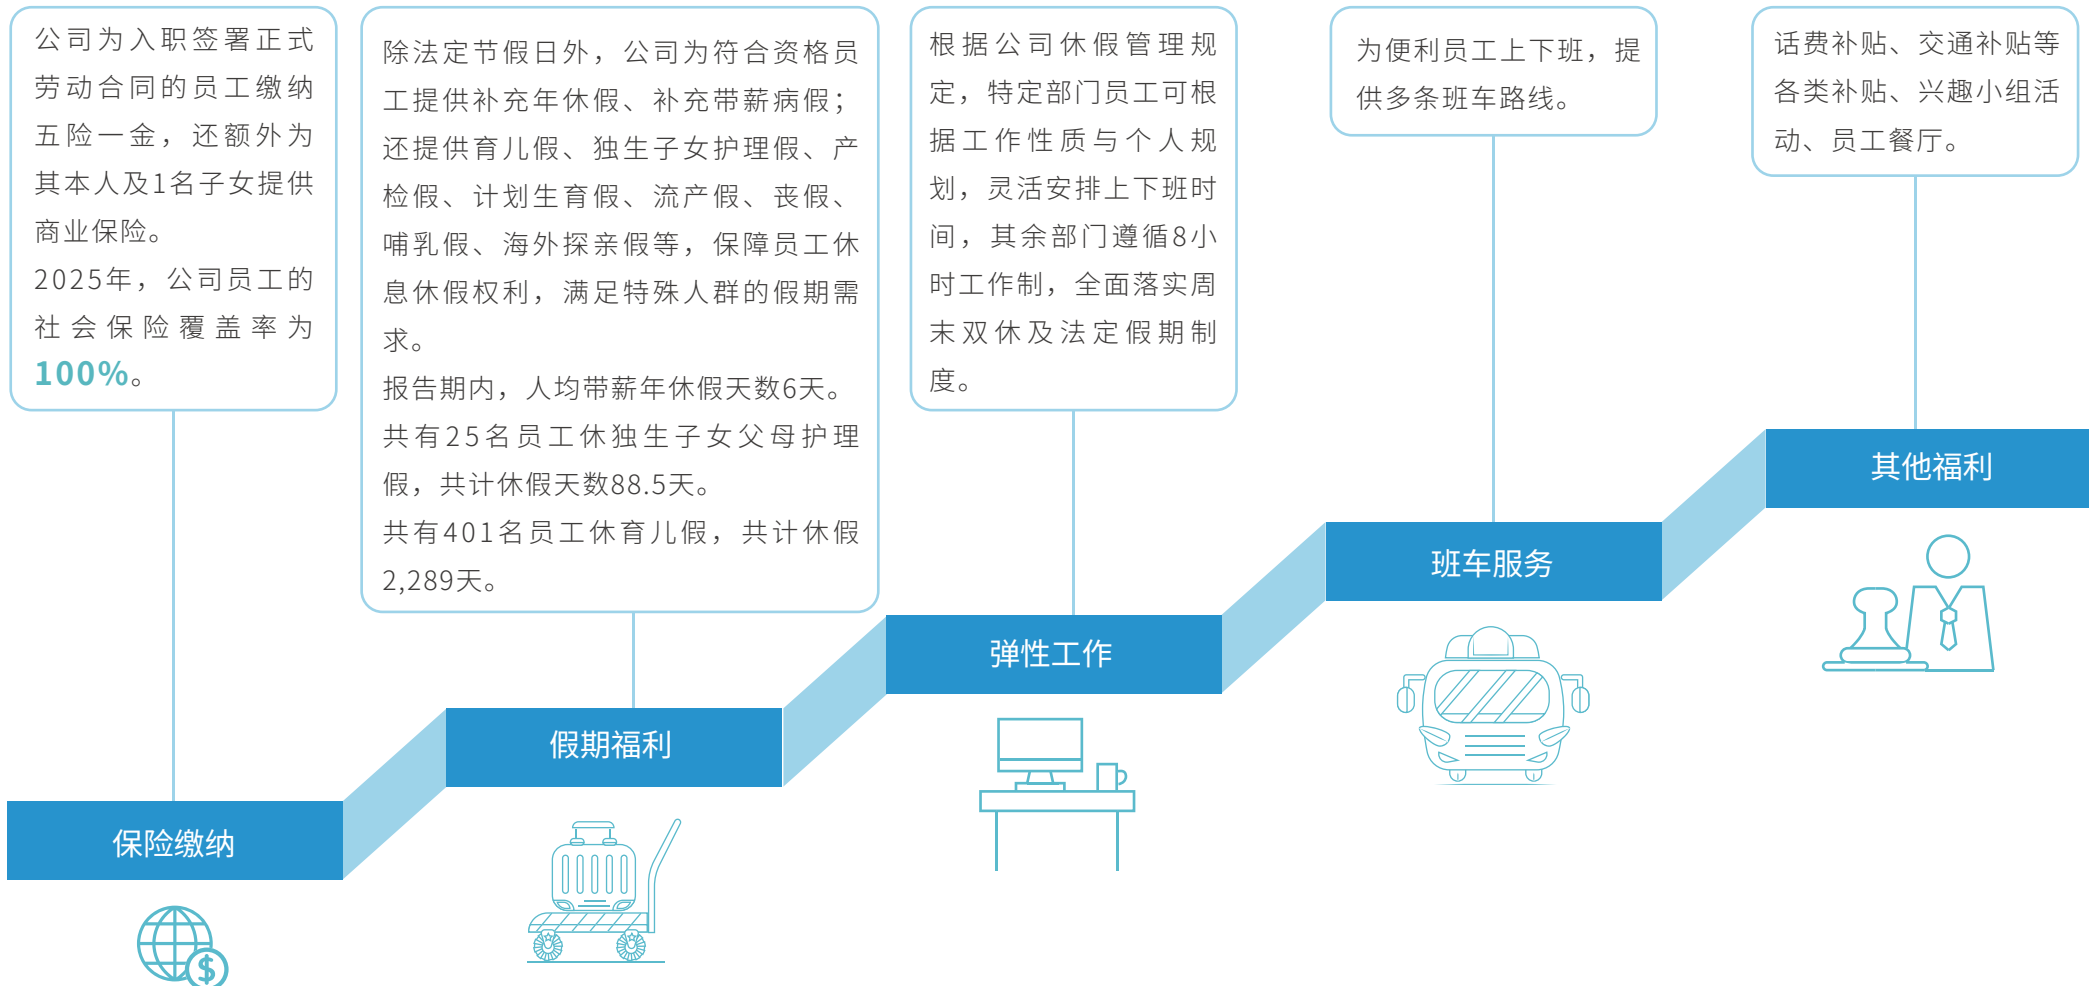 公司为入职签署正式
劳动合同的员工缴纳
五险一金，还额外为
其本人及1名子女提供
商业保险。
2025年，公司员工的
社会保险覆盖率为
100%。
保险缴纳
除法定节假日外，公司为符合资格员
工提供补充年休假、补充带薪病假；
还提供育儿假、独生子女护理假、产
检假、计划生育假、流产假、丧假、
哺乳假、海外探亲假等，保障员工休
息休假权利，满足特殊人群的假期需
求。
报告期内，人均带薪年休假天数6天。
共有25名员工休独生子女父母护理
假，共计休假天数88.5天。
共有401名员工休育儿假，共计休假
2,289天。
假期福利
根据公司休假管理规
定，特定部门员工可根
据工作性质与个人规
划，灵活安排上下班时
间，其余部门遵循8小
时工作制，全面落实周
末双休及法定假期制
度。
弹性工作
为便利员工上下班，提
供多条班车路线。
班车服务
话费补贴、交通补贴等
各类补贴、兴趣小组活
动、员工餐厅。
其他福利
$